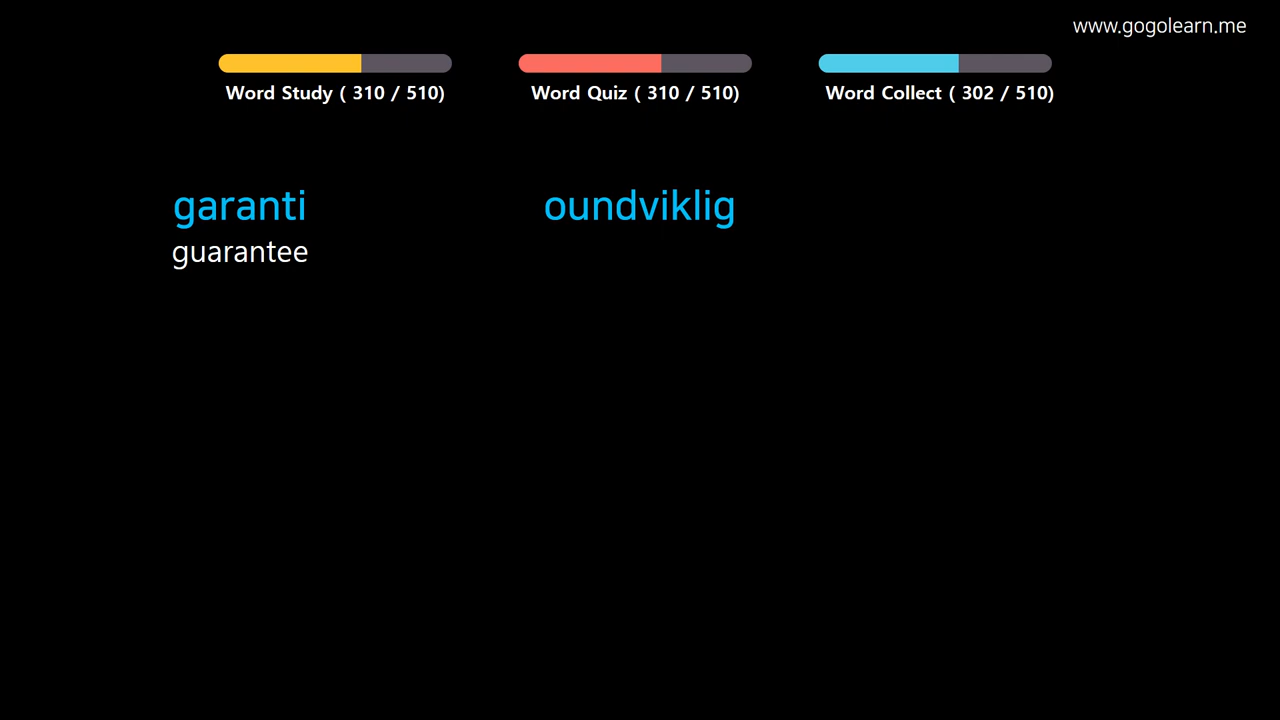 www.gogolearn.me
Word Study ( 310 / 510)
Word Quiz ( 310 / 510)
Word Collect ( 302 / 510)
garanti
guarantee
oundviklig